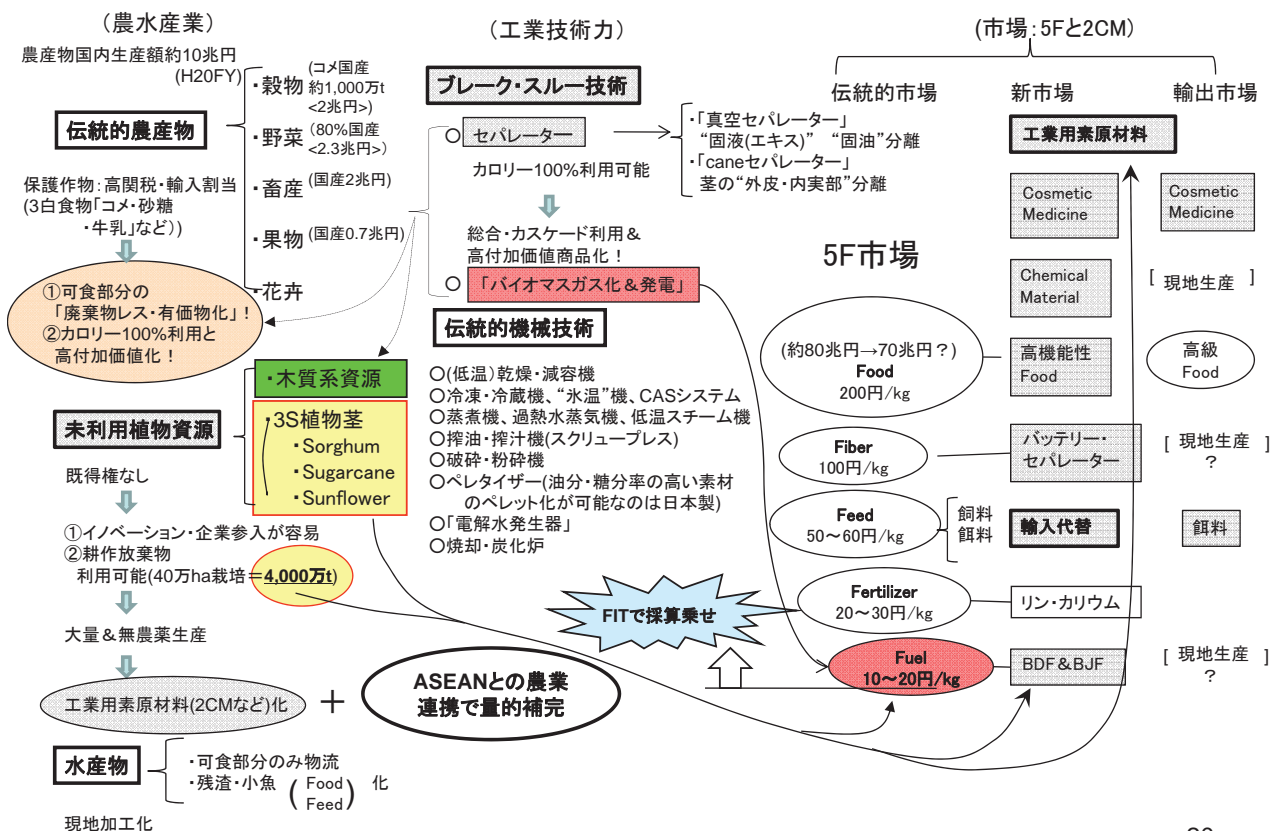 (農水産業)
農産物国内生産額約10兆円
(H20FY)
伝統的農産物
・穀物 (コメ国産
約1,000万t
<2兆円>)
・野菜 (80%国産
<2.3兆円>)
・畜産 (国産2兆円)
・果物 (国産0.7兆円)
・花卉
保護作物:高関税・輸入割当
(3白食物「コメ・砂糖
・牛乳」など))
①可食部分の
「廃棄物レス・有価物化」!
②カロリー100%利用と
高付加価値化!
未利用植物資源
・木質系資源
・3S植物茎
・Sorghum
・Sugarcane
・Sunflower
既得権なし
①イノベーション・企業参入が容易
②耕作放棄物
利用可能(40万ha栽培=4,000万t)
大量&無農薬生産
工業用素原材料(2CMなど)化
+
ASEANとの農業
連携で量的補完
水産物
・可食部分のみ物流
・残渣・小魚 ( Food Feed ) 化
現地加工化
(工業技術力)
ブレーク・スルー技術
○ セパレーター
・「真空セパレーター」
“固液(エキス)” “固油”分離
・「caneセパレーター」
茎の“外皮・内実部”分離
カロリー100%利用可能
総合・カスケード利用&
高付加価値商品化!
○ 「バイオマスガス化&発電」
伝統的機械技術
○(低温)乾燥・減容機
○冷凍・冷蔵機、“氷温”機、CASシステム
○蒸煮機、過熱水蒸気機、低温スチーム機
○搾油・搾汁機(スクリュープレス)
○破砕・粉砕機
○ペレタイザー(油分・糖分率の高い素材
のペレット化が可能なのは日本製)
○「電解水発生器」
○焼却・炭化炉
FITで採算乗せ
(市場:5Fと2CM)
伝統的市場 新市場 輸出市場
工業用素原材料
Cosmetic
Medicine
Cosmetic
Medicine
5F市場
Chemical
Material
[ 現地生産 ]
(約80兆円→70兆円?)
Food
200円/kg
高機能性
Food
高級
Food
Fiber
100円/kg
バッテリー・
セパレーター
[ 現地生産 ]
?
Feed
50~60円/kg
飼料
餌料
輸入代替
餌料
Fertilizer
20~30円/kg
リン・カリウム
Fuel
10~20円/kg
BDF&BJF
[ 現地生産 ]
?